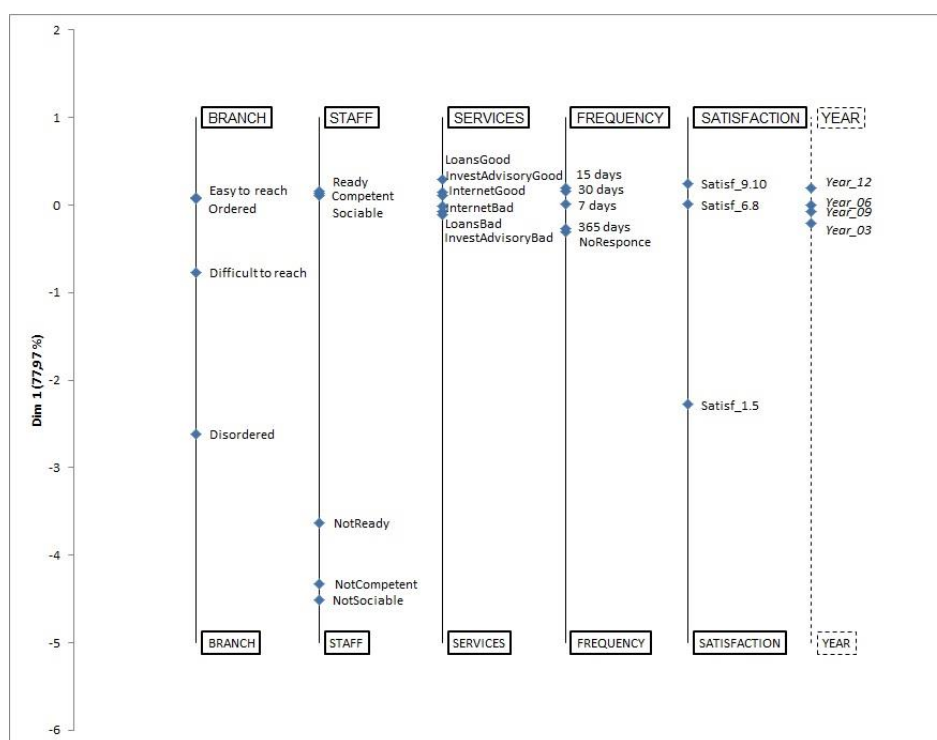 2
1
0
-1
-2
-3
-4
-5
-6
Dim 1 (77,97 %)
BRANCH
STAFF
SERVICES
FREQUENCY
SATISFACTION
YEAR
Easy to reach
Ordered
Difficult to reach
Disordered
Ready
Competent
Sociable
NotReady
NotCompetent
NotSociable
LoansGood
InvestAdvisoryGood
InternetGood
InternetBad
LoansBad
InvestAdvisoryBad
15 days
30 days
7 days
365 days
NoResponce
Satisf_9.10
Satisf_6.8
Satisf_1.5
Year_12
Year_06
Year_09
Year_03
BRANCH
STAFF
SERVICES
FREQUENCY
SATISFACTION
YEAR